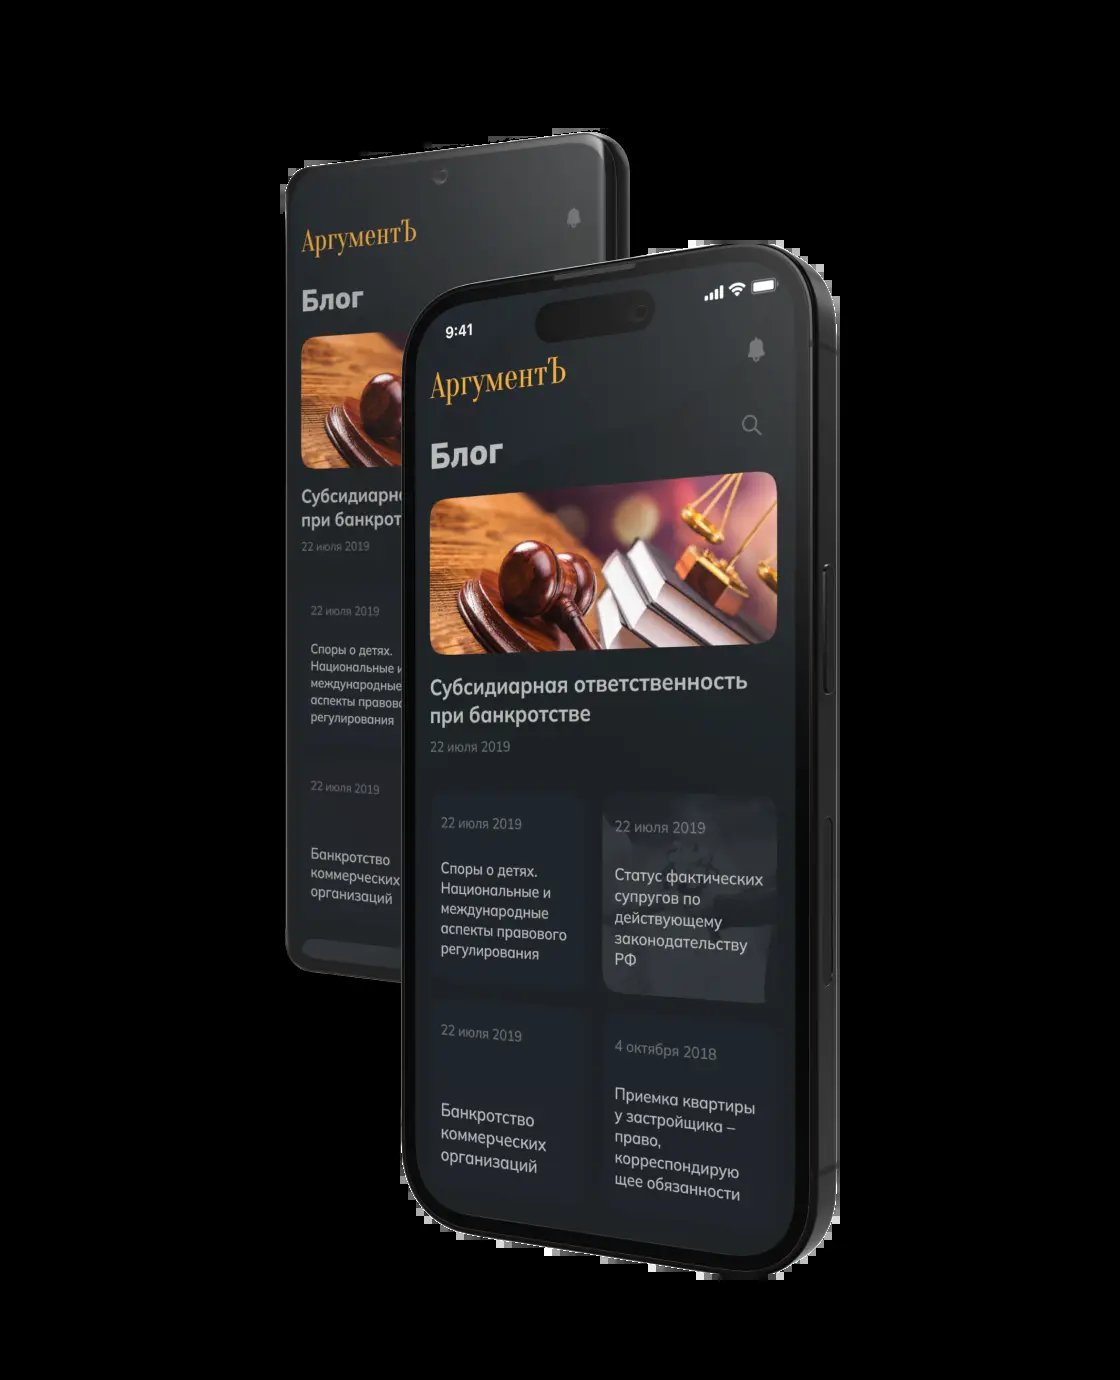 АргументЪ
Блог
Субсидиарн
при банкрот
22 июля 2019
22 июля 2019
Споры о детях.
Национальные и
международные
аспекты правово
регулирования
22 июля 2019
Банкротство
коммерческих
организаций
9:41
АргументЪ
Блог
Субсидиарная ответственность
при банкротстве
22 июля 2019
22 июля 2019
Споры о детях.
Национальные и
международные
аспекты правового
регулирования
22 июля 2019
Статус фактических
супругов по
действующему
законодательству
РФ
22 июля 2019
Банкротство
коммерческих
организаций
4 октября 2018
Приемка квартиры
у застройщика –
право,
корреспондирую
щее обязанности